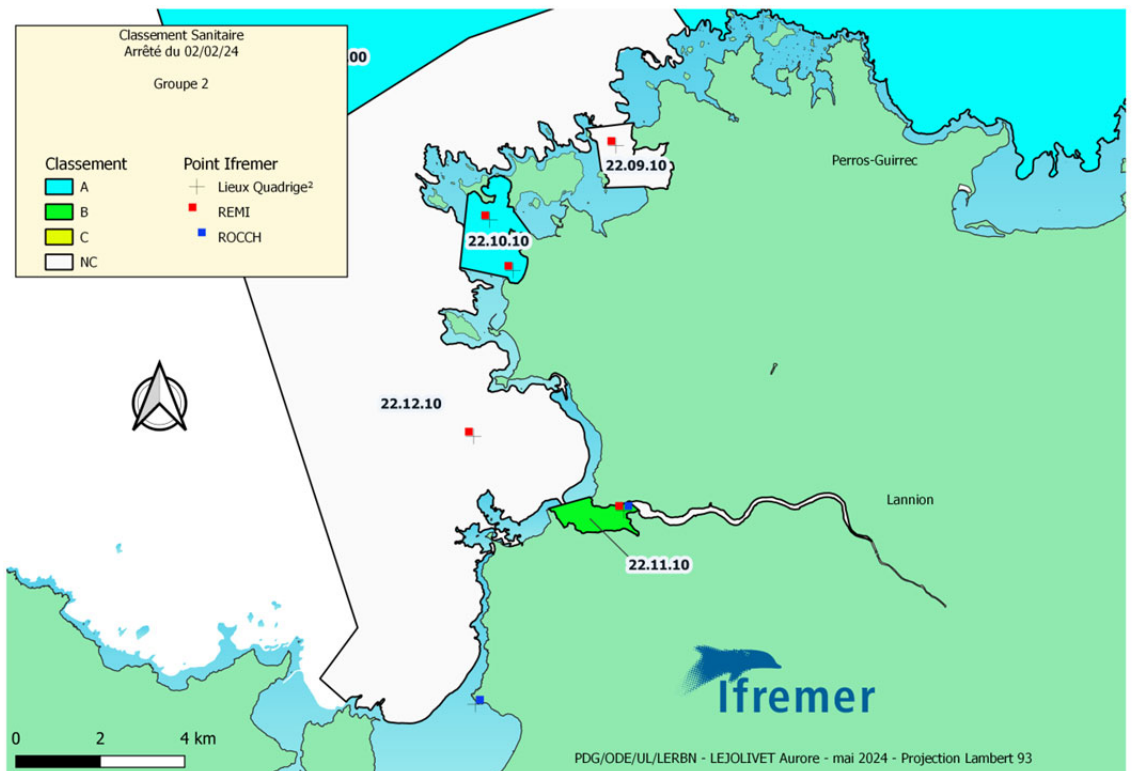 Classement Sanitaire
Arrêté du 02/02/24
Groupe 2
Classement
A
B
C
NC
Point Ifremer
Lieux Quadrige²
REMI
ROCCH
.00
22.09.10
Perros-Guirrec
22.10.10
22.12.10
Lannion
22.11.10
Ifremer
0 2 4 km
PDG/ODE/UL/LERBN - LEJOLIVET Aurore - mai 2024 - Projection Lambert 93